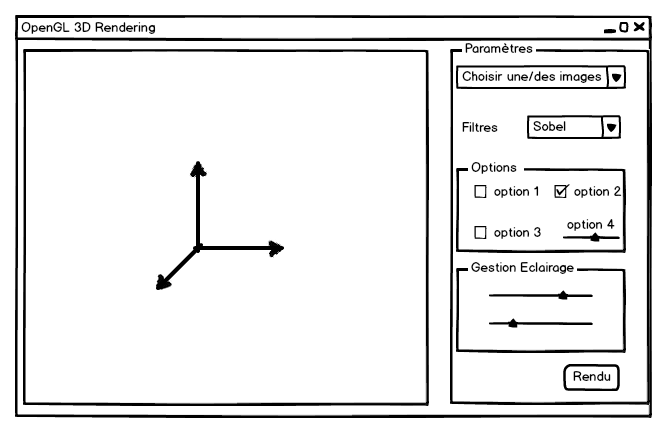 OpenGL 3D Rendering
Paramètres
Choisir une/des images
Filtres Sobel
Options
option 1 option 2
option 3 option 4
Gestion Eclairage
Rendu